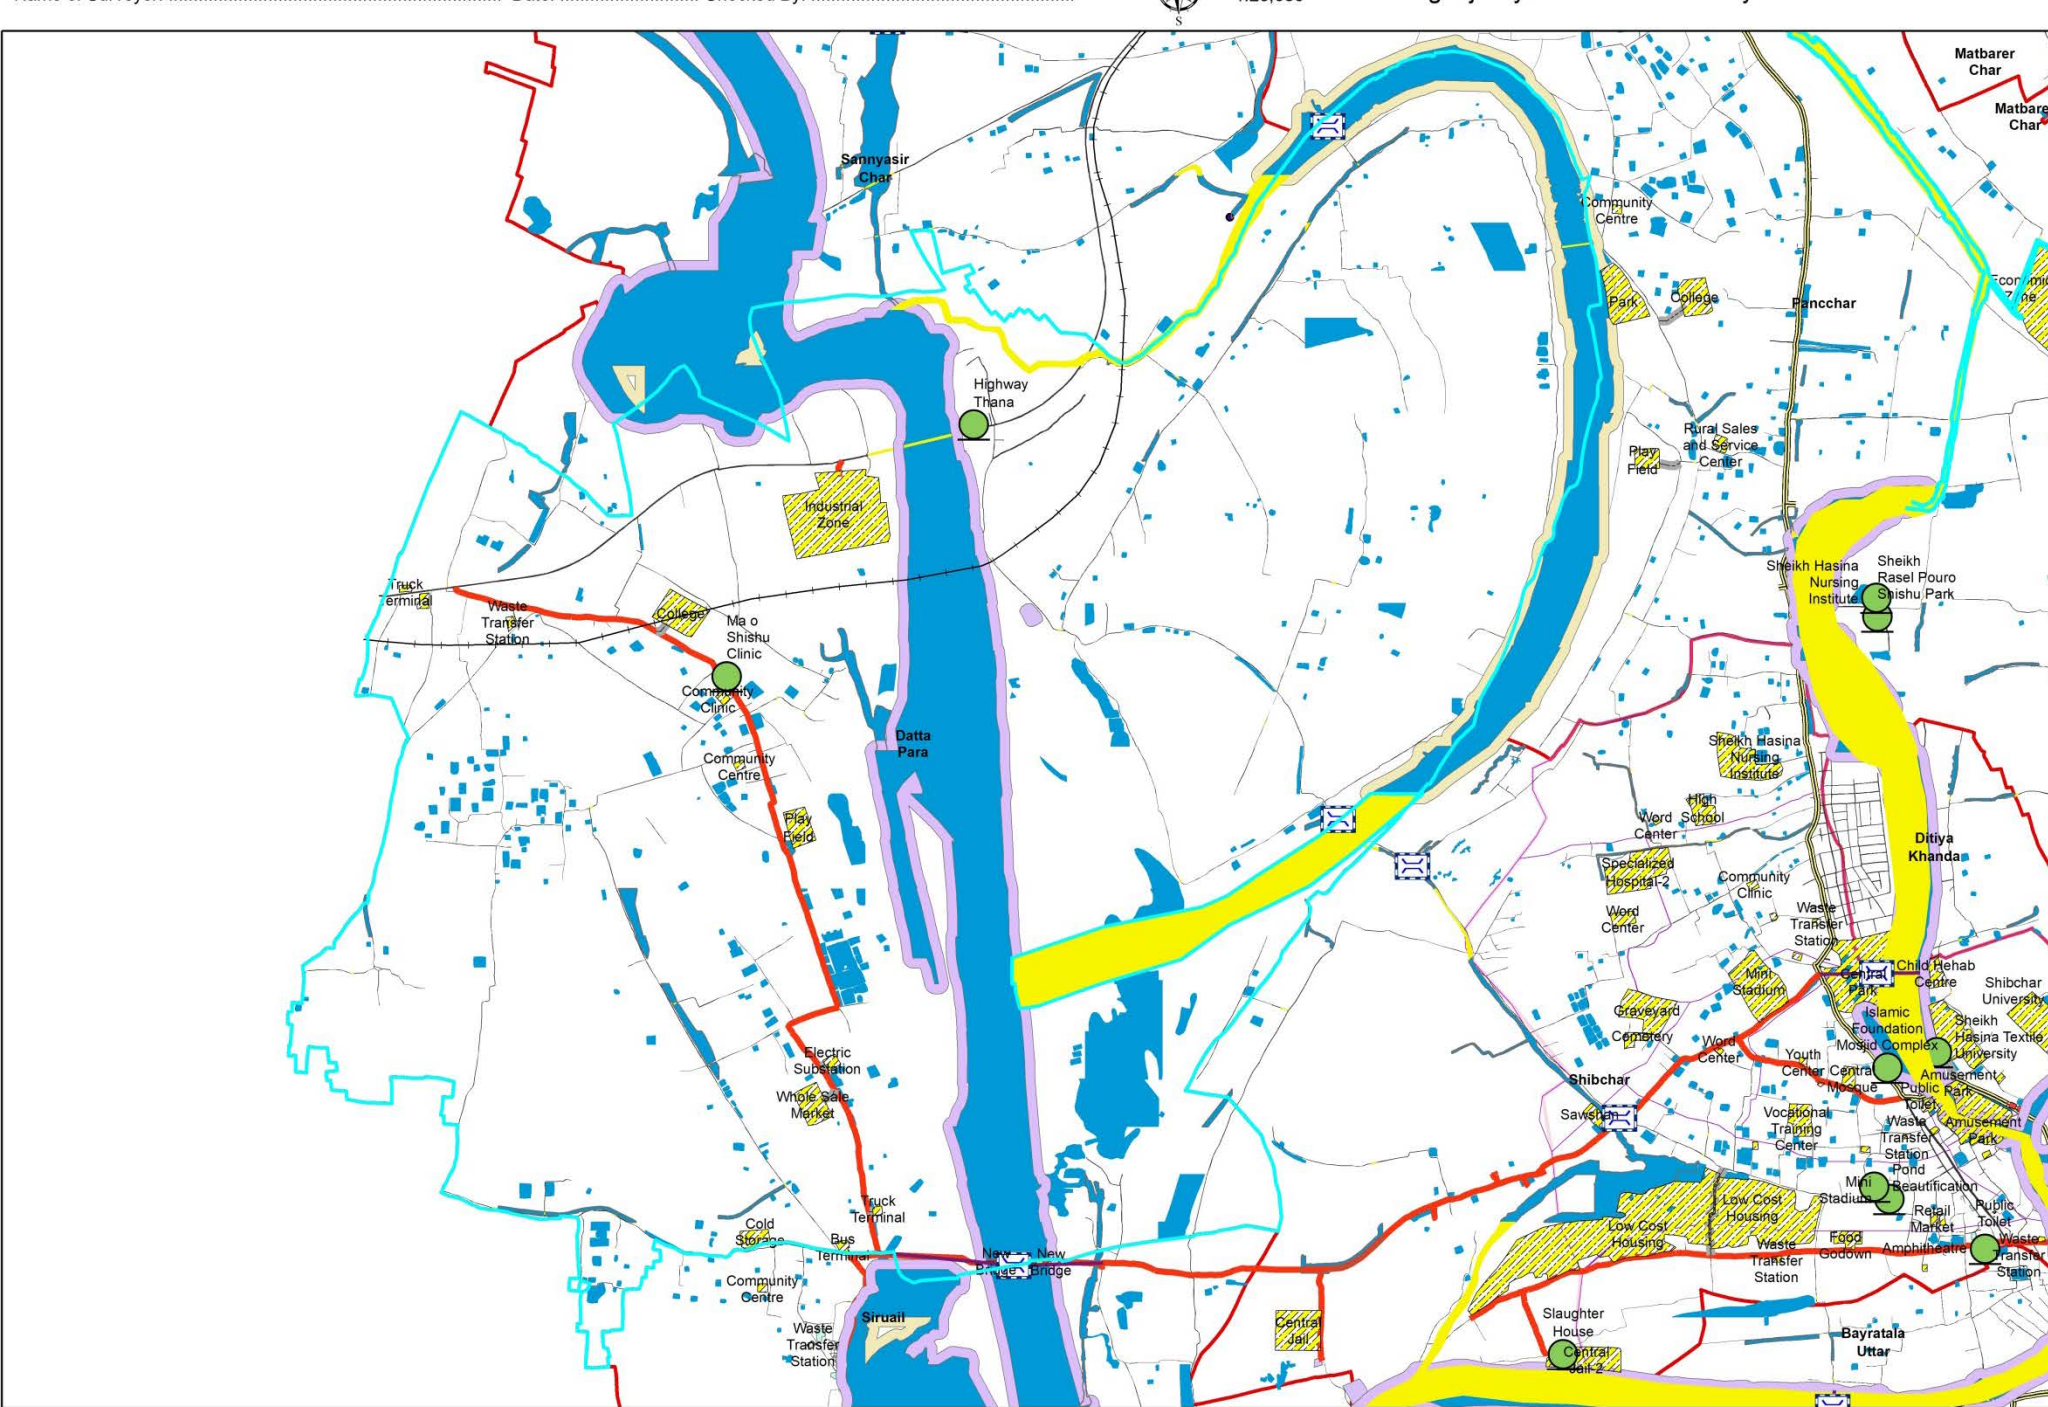 S
Matbarer
Char
Sannyasir
Char
Community
Centre
Park
College
Pancchar
Highway
Thana
Rural Sales
and Service
Center
Play
Field
Industrial
Zone
Truck
Terminal
Waste
Transfer
Station
College
Ma o
Shishu
Clinic
Community
Clinic
Sheikh Hasina
Nursing
Institute
Sheikh
Rasel Pouro
Shishu Park
Datta
Para
Community
Centre
Sheikh Hasina
Nursing
Institute
Play
Field
High
School
Word
Center
Ditiya
Khanda
Specialized
Hospital-2
Community
Clinic
Word
Center
Waste
Transfer
Station
Mini
Stadium
Central
Park
Child Rehab
Centre
Shibchar
University
Graveyard
Cemetery
Islamic
Foundation
Mosjid Complex
Sheikh
Hasina Textile
University
Word
Center
Youth
Center
Central
Mosque
Amusement
Park
Public
Toilet
Electric
Substation
Whole Sale
Market
Shibchar
Sawshan
Vocational
Training
Center
Waste
Transfer
Station
Amusement
Park
Pond
Beautification
Mini
Stadium
Truck
Terminal
Low Cost
Housing
Low Cost
Housing
Retail
Market
Public
Toilet
Cold
Storage
Bus
Terminal
New
Bridge
New
Bridge
Waste
Transfer
Station
Food
Godown
Amphitheatre
Waste
Transfer
Station
Community
Centre
Siruail
Waste
Transfer
Station
Central
Jail
Slaughter
House
Central
Jail-2
Bayratala
Uttar